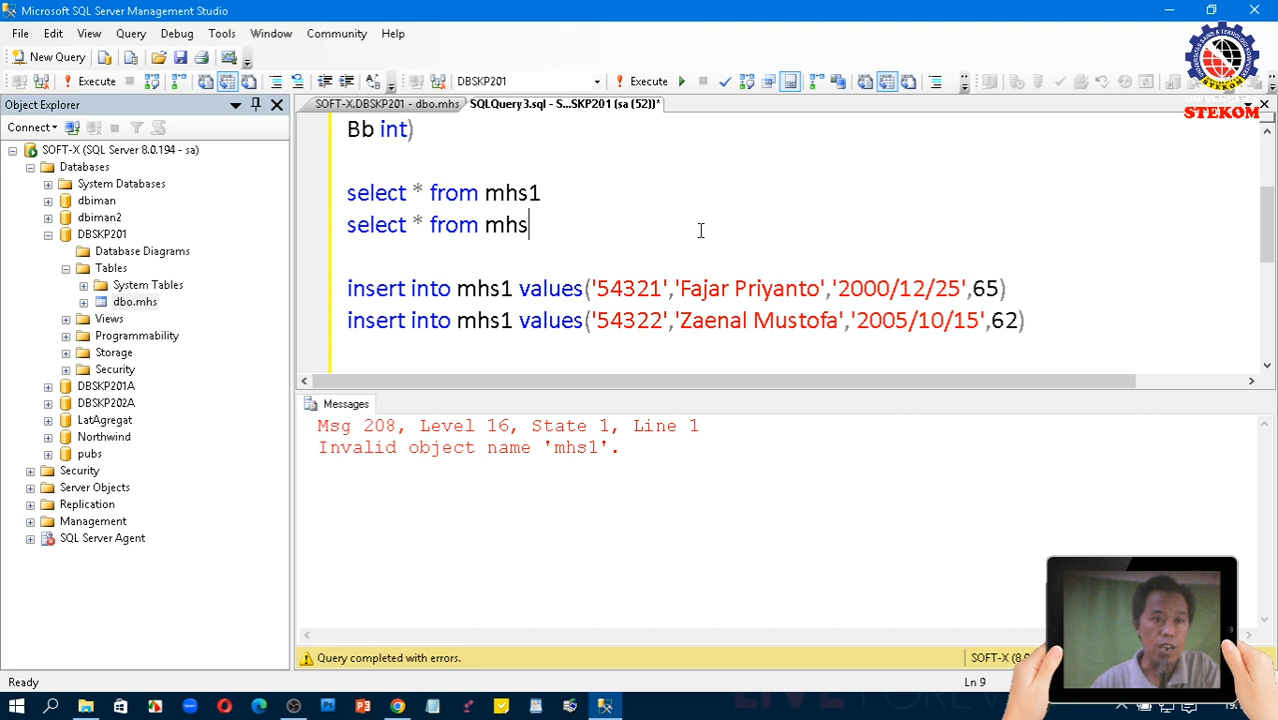 Microsoft SQL Server Management Studio
File Edit View Query Debug Tools Window Community Help
New Query
Execute DBSKP201 Execute
Object Explorer
SOFT-X.DBSKP201 - dbo.mhs SQLQuery3.sql - S...SKP201 (sa (52))*
STEKOM
Connect
SOFT-X (SQL Server 8.0.194 - sa)
Databases
System Databases
dbiman
dbiman2
DBSKP201
Database Diagrams
Tables
System Tables
dbo.mhs
Views
Programmability
Storage
Security
DBSKP201A
DBSKP202A
LatAgregat
Northwind
pubs
Security
Server Objects
Replication
Management
SQL Server Agent
Bb int)
select * from mhs1
select * from mhs
insert into mhs1 values('54321','Fajar Priyanto','2000/12/25',65)
insert into mhs1 values('54322','Zaenal Mustofa','2005/10/15',62)
Messages
Msg 208, Level 16, State 1, Line 1
Invalid object name 'mhs1'.
Query completed with errors.
SOFT-X (8.0
Ready
Ln 9